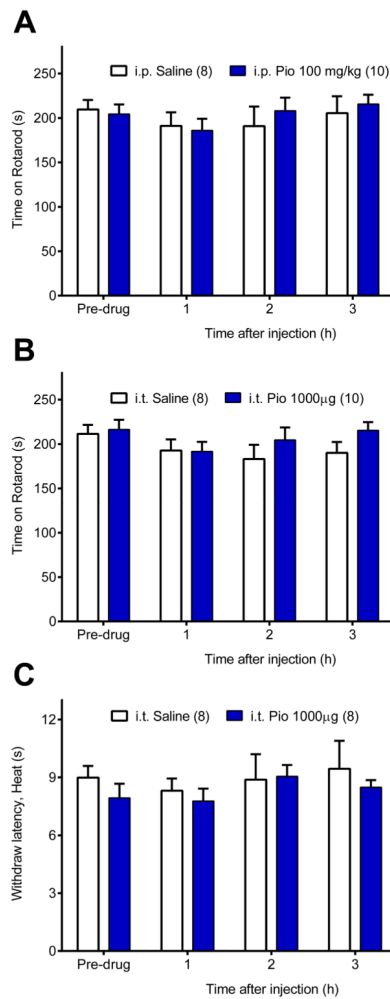 A
i.p. Saline (8) i.p. Pio 100 mg/kg (10)
Time on Rotarod (s)
250
200
150
100
50
0
Pre-drug 1 2 3
Time after injection (h)
B
i.t. Saline (8) i.t. Pio 1000µg (10)
Time on Rotarod (s)
250
200
150
100
50
0
Pre-drug 1 2 3
Time after injection (h)
C
i.t. Saline (8) i.t. Pio 1000µg (8)
Withdraw latency, Heat (s)
12
9
6
3
0
Pre-drug 1 2 3
Time after injection (h)